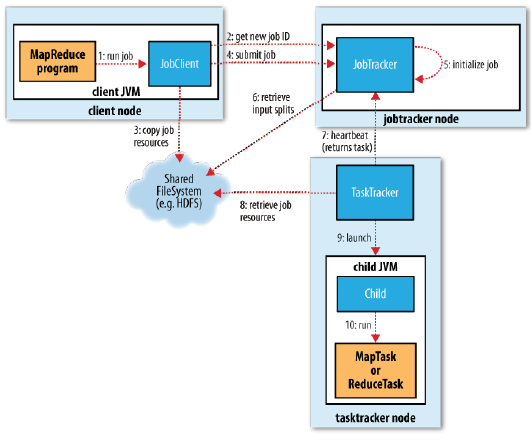 MapReduce
program
1: run job
JobClient
client JVM
client node
2: get new job ID
4: submit job
JobTracker
5: initialize job
jobtracker node
3: copy job
resources
6: retrieve
input splits
7: heartbeat
(returns task)
Shared
FileSystem
(e.g. HDFS)
8: retrieve job
resources
TaskTracker
9: launch
child JVM
Child
10: run
MapTask
or
ReduceTask
tasktracker node